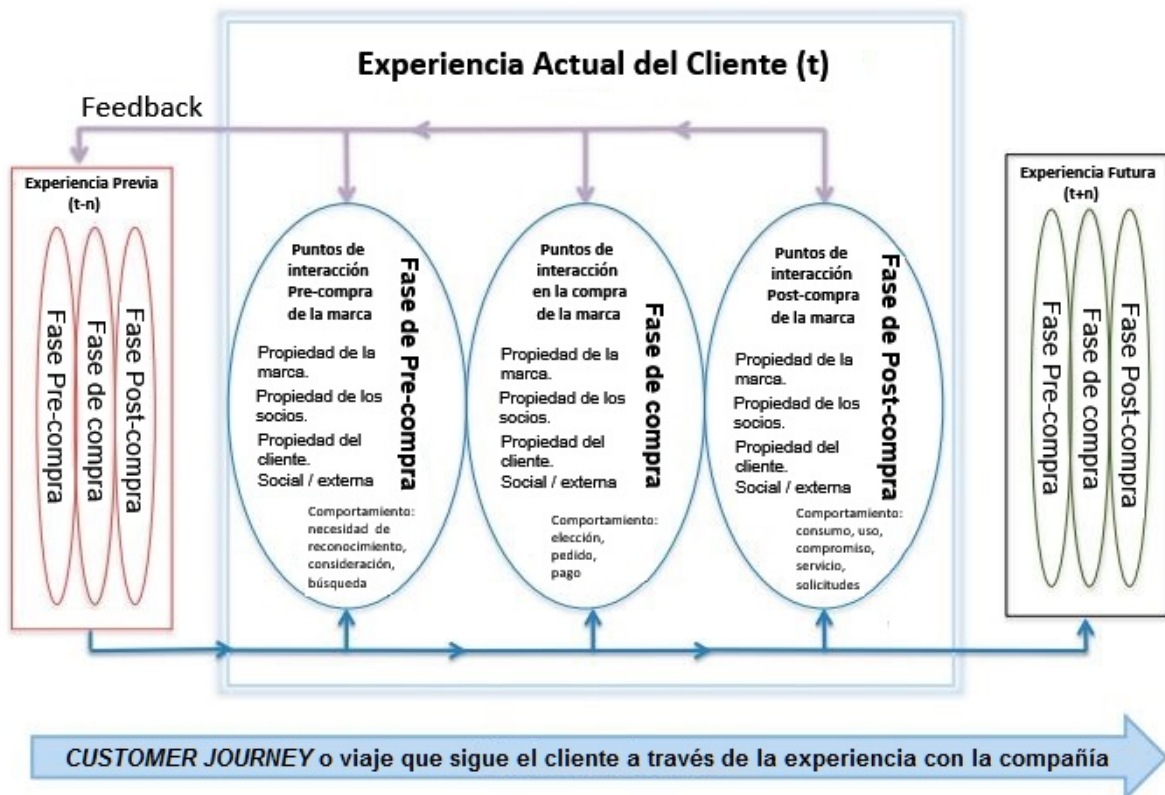 Experiencia Actual del Cliente (t)
Feedback
Experiencia Previa
(t-n)
Fase Pre-compra
Fase de compra
Fase Post-compra
Puntos de
interacción
Pre-compra
de la marca
Propiedad de la
marca.
Propiedad de los
socios.
Propiedad del
cliente.
Social / externa
Comportamiento:
necesidad de
reconocimiento,
consideración,
búsqueda
Fase de Pre-compra
Puntos de
interacción
en la compra
de la marca
Propiedad de la
marca.
Propiedad de los
socios.
Propiedad del
cliente.
Social / externa
Comportamiento:
elección,
pedido,
pago
Fase de compra
Puntos de
interacción
Post-compra
de la marca
Propiedad de la
marca.
Propiedad de los
socios.
Propiedad del
cliente.
Social / externa
Comportamiento:
consumo, uso,
compromiso,
servicio,
solicitudes
Fase de Post-compra
Experiencia Futura
(t+n)
Fase Pre-compra
Fase de compra
Fase Post-compra
CUSTOMER JOURNEY o viaje que sigue el cliente a través de la experiencia con la compañía